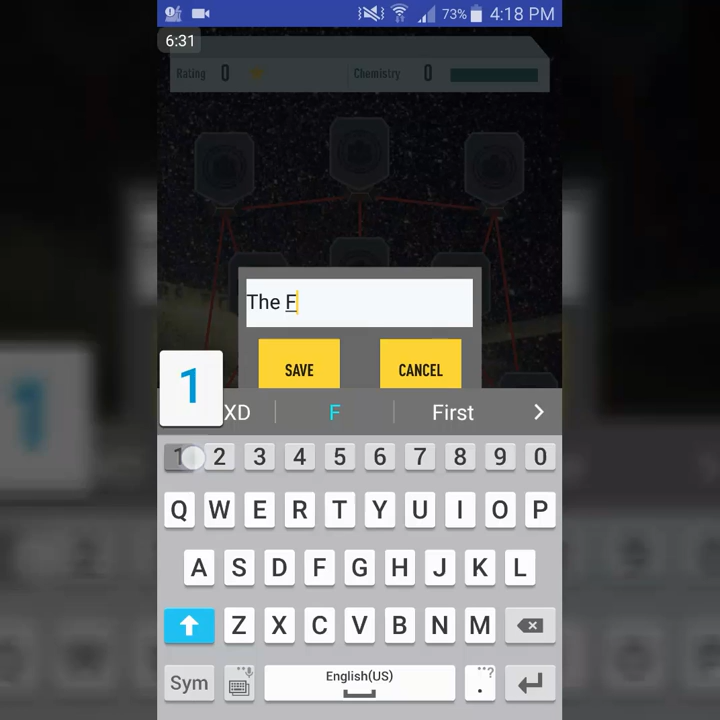 73% 4:18 PM
6:31
Rating 0 Chemistry 0
The F
SAVE CANCEL
1
XD F First
1 2 3 4 5 6 7 8 9 0
Q W E R T Y U I O P
A S D F G H J K L
Z X C V B N M
Sym English(US) . ...?